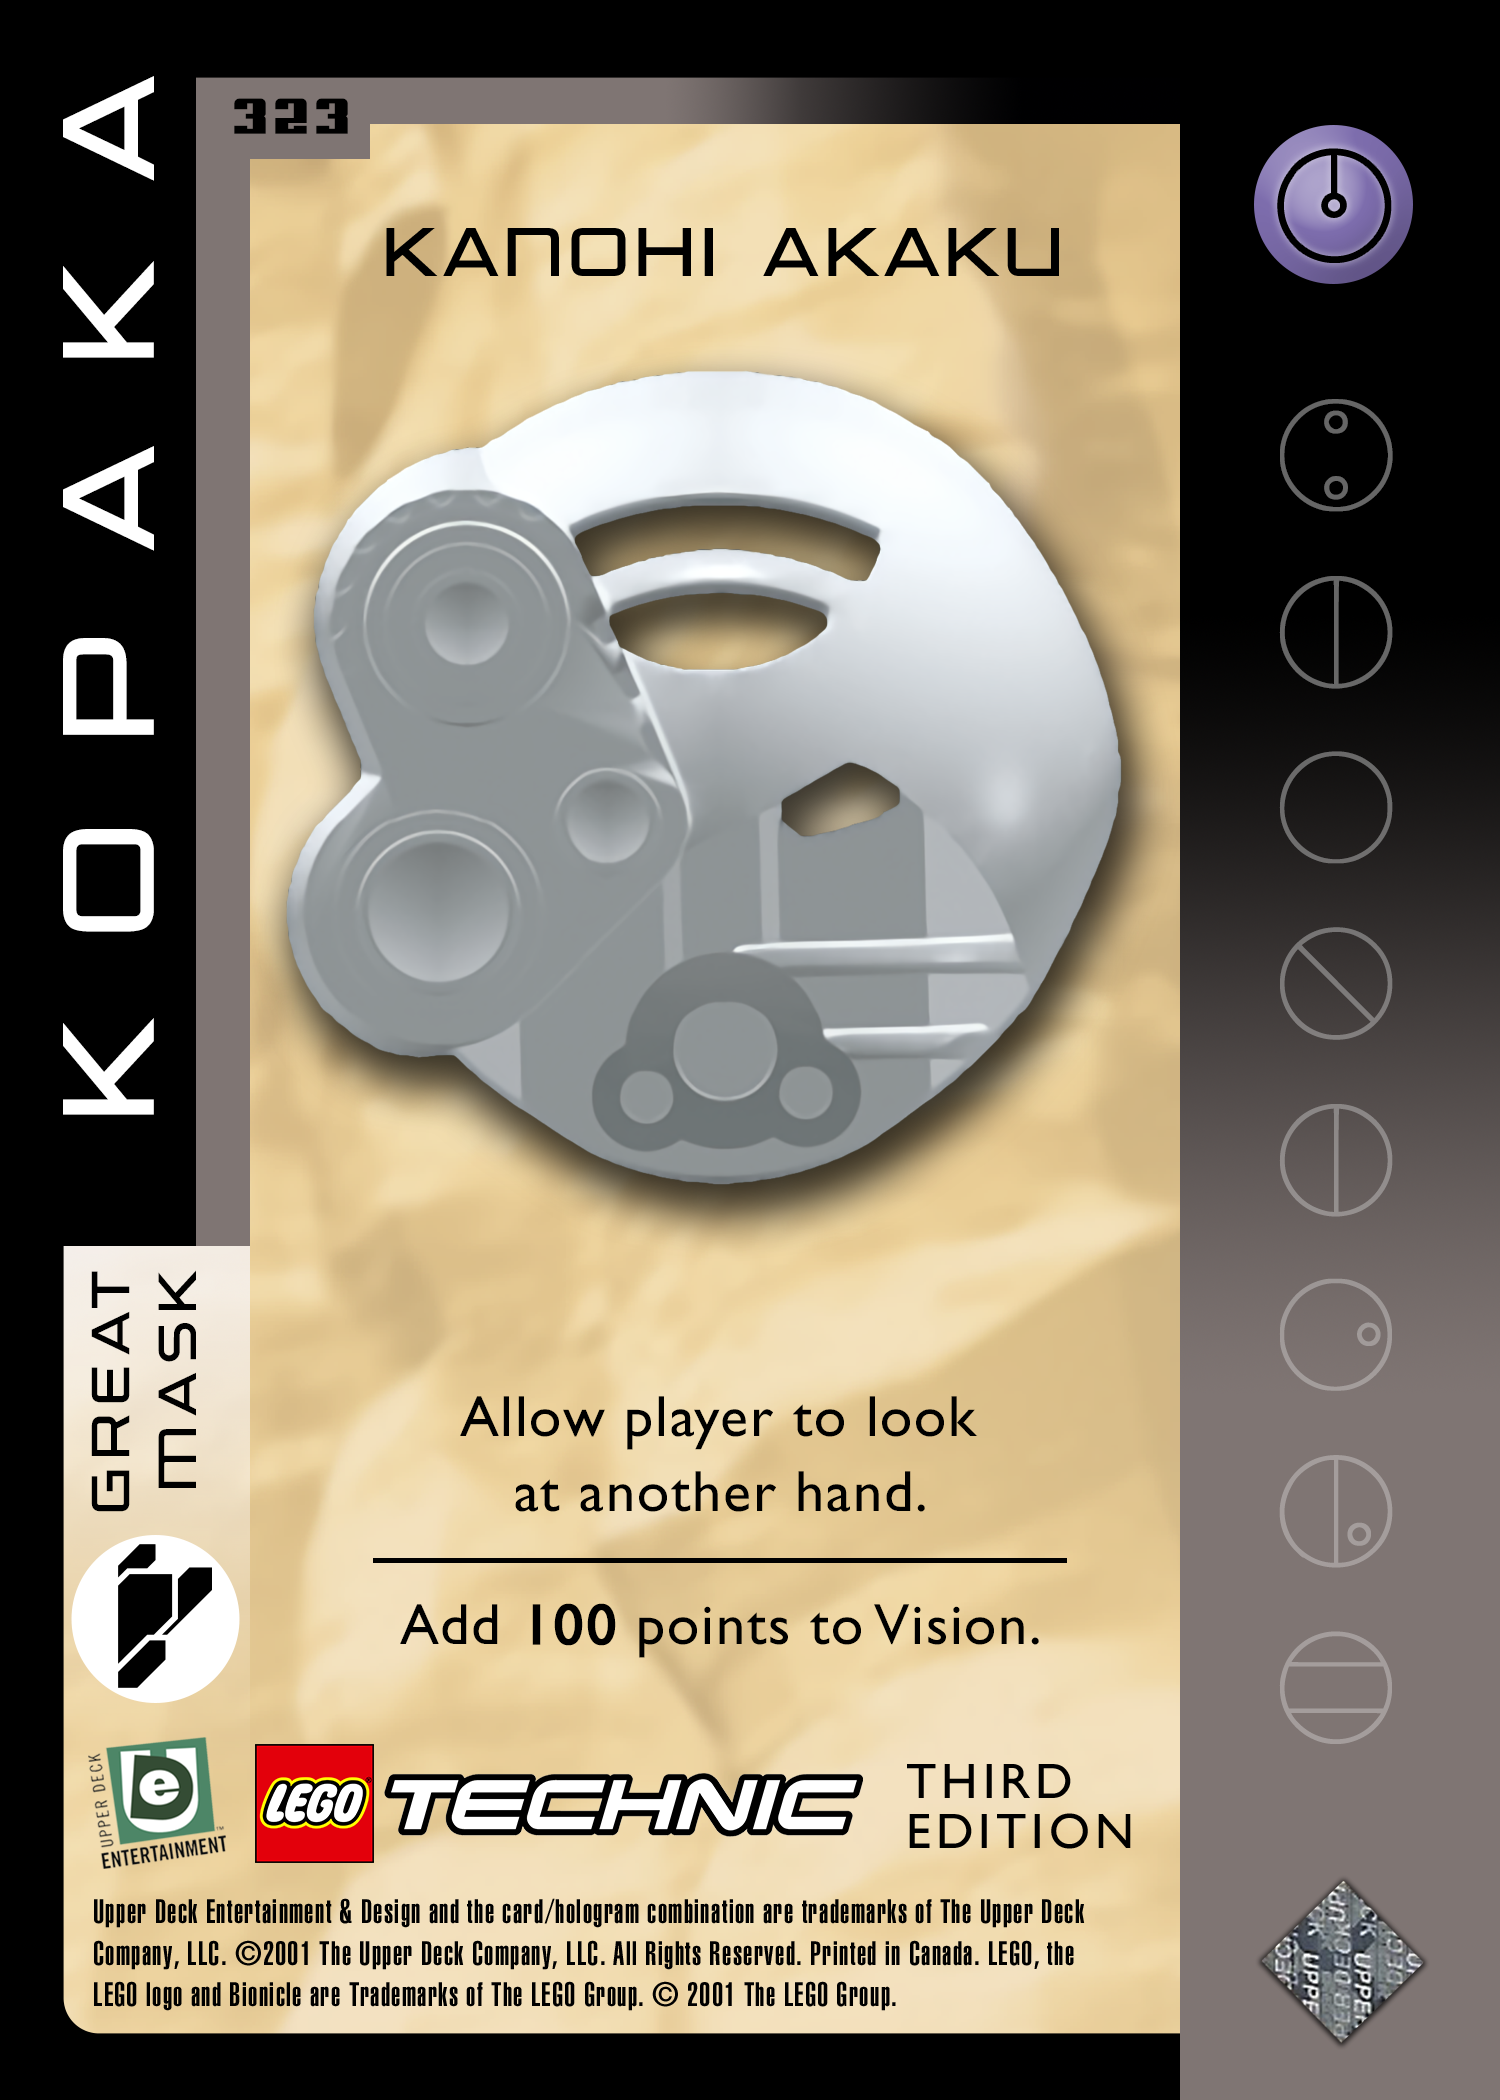 323
KOPAKA
KANOHI AKAKU
GREAT
MASK
Allow player to look
at another hand.
Add 100 points to Vision.
UPPER DECK
ENTERTAINMENT™
LEGO TECHNIC
THIRD
EDITION
Upper Deck Entertainment & Design and the card/hologram combination are trademarks of The Upper Deck
Company, LLC. ©2001 The Upper Deck Company, LLC. All Rights Reserved. Printed in Canada. LEGO, the
LEGO logo and Bionicle are Trademarks of The LEGO Group. © 2001 The LEGO Group.